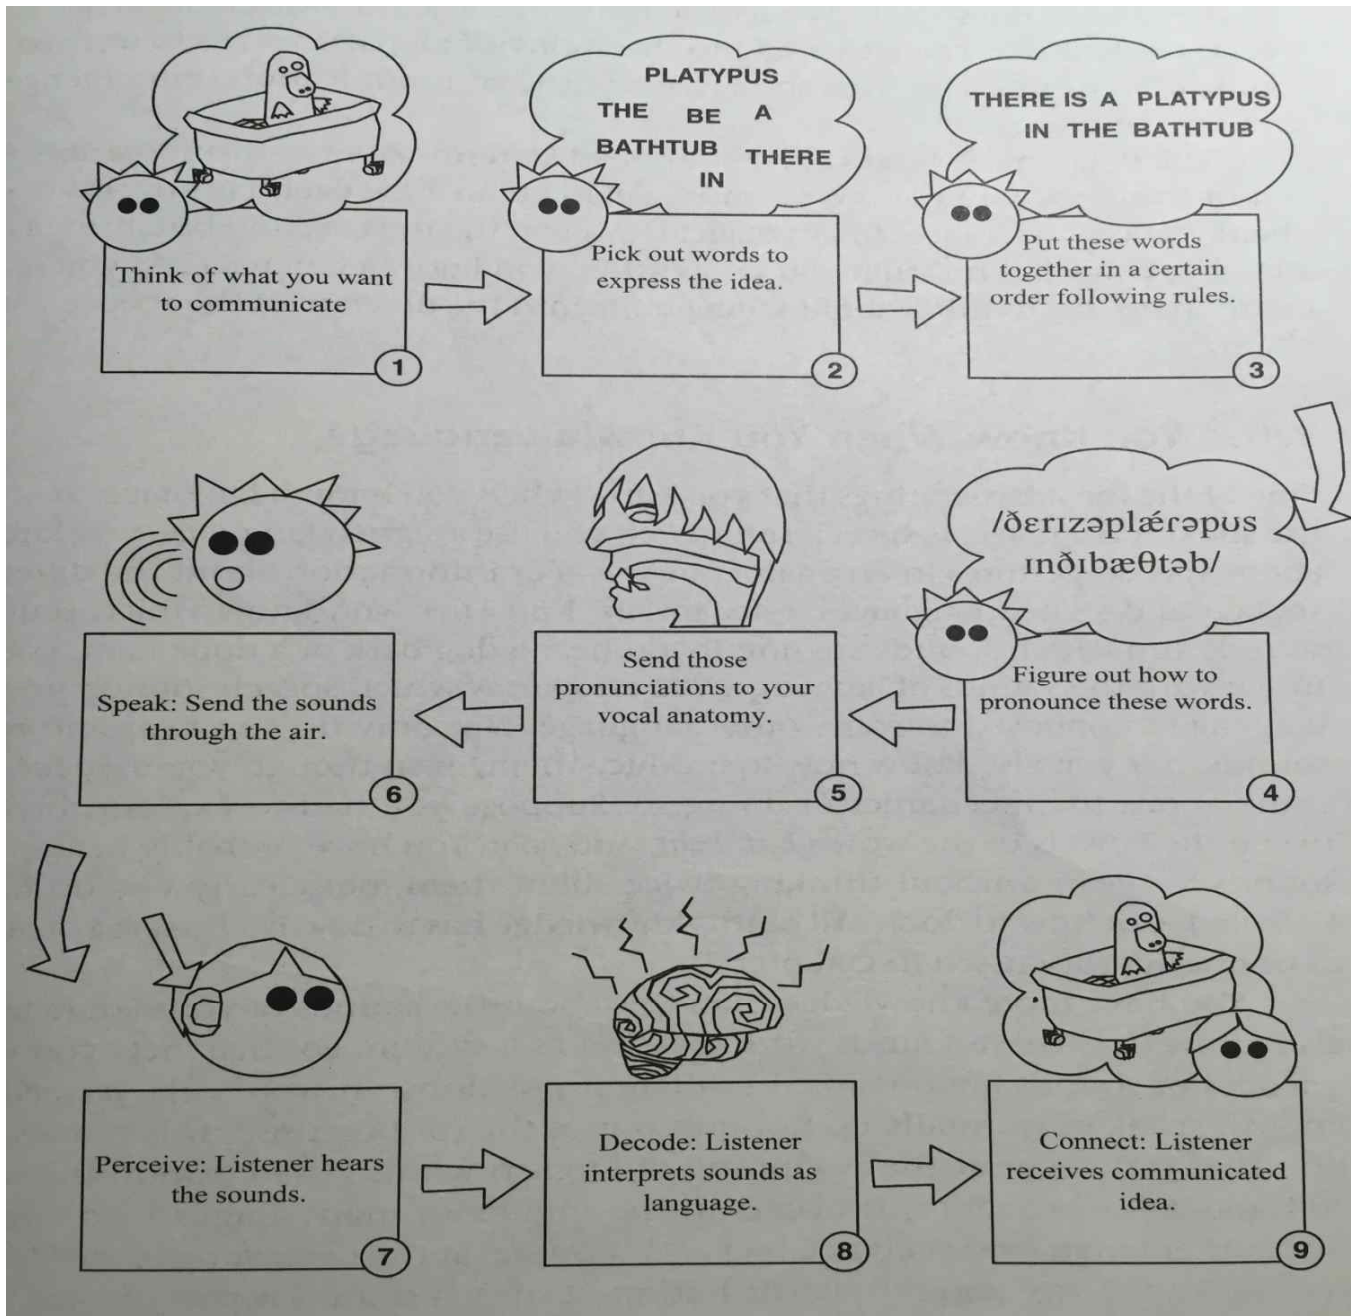 PLATYPUS
THE BE A
BATHTUB THERE
IN
THERE IS A PLATYPUS
IN THE BATHTUB
Think of what you want
to communicate
1
Pick out words to
express the idea.
2
Put these words
together in a certain
order following rules.
3
/ðɛrɪzəplǽɾəpʊs
ɪnðɪbæθtəb/
Figure out how to
pronounce these words.
4
Send those
pronunciations to your
vocal anatomy.
5
Speak: Send the sounds
through the air.
6
Perceive: Listener hears
the sounds.
7
Decode: Listener
interprets sounds as
language.
8
Connect: Listener
receives communicated
idea.
9